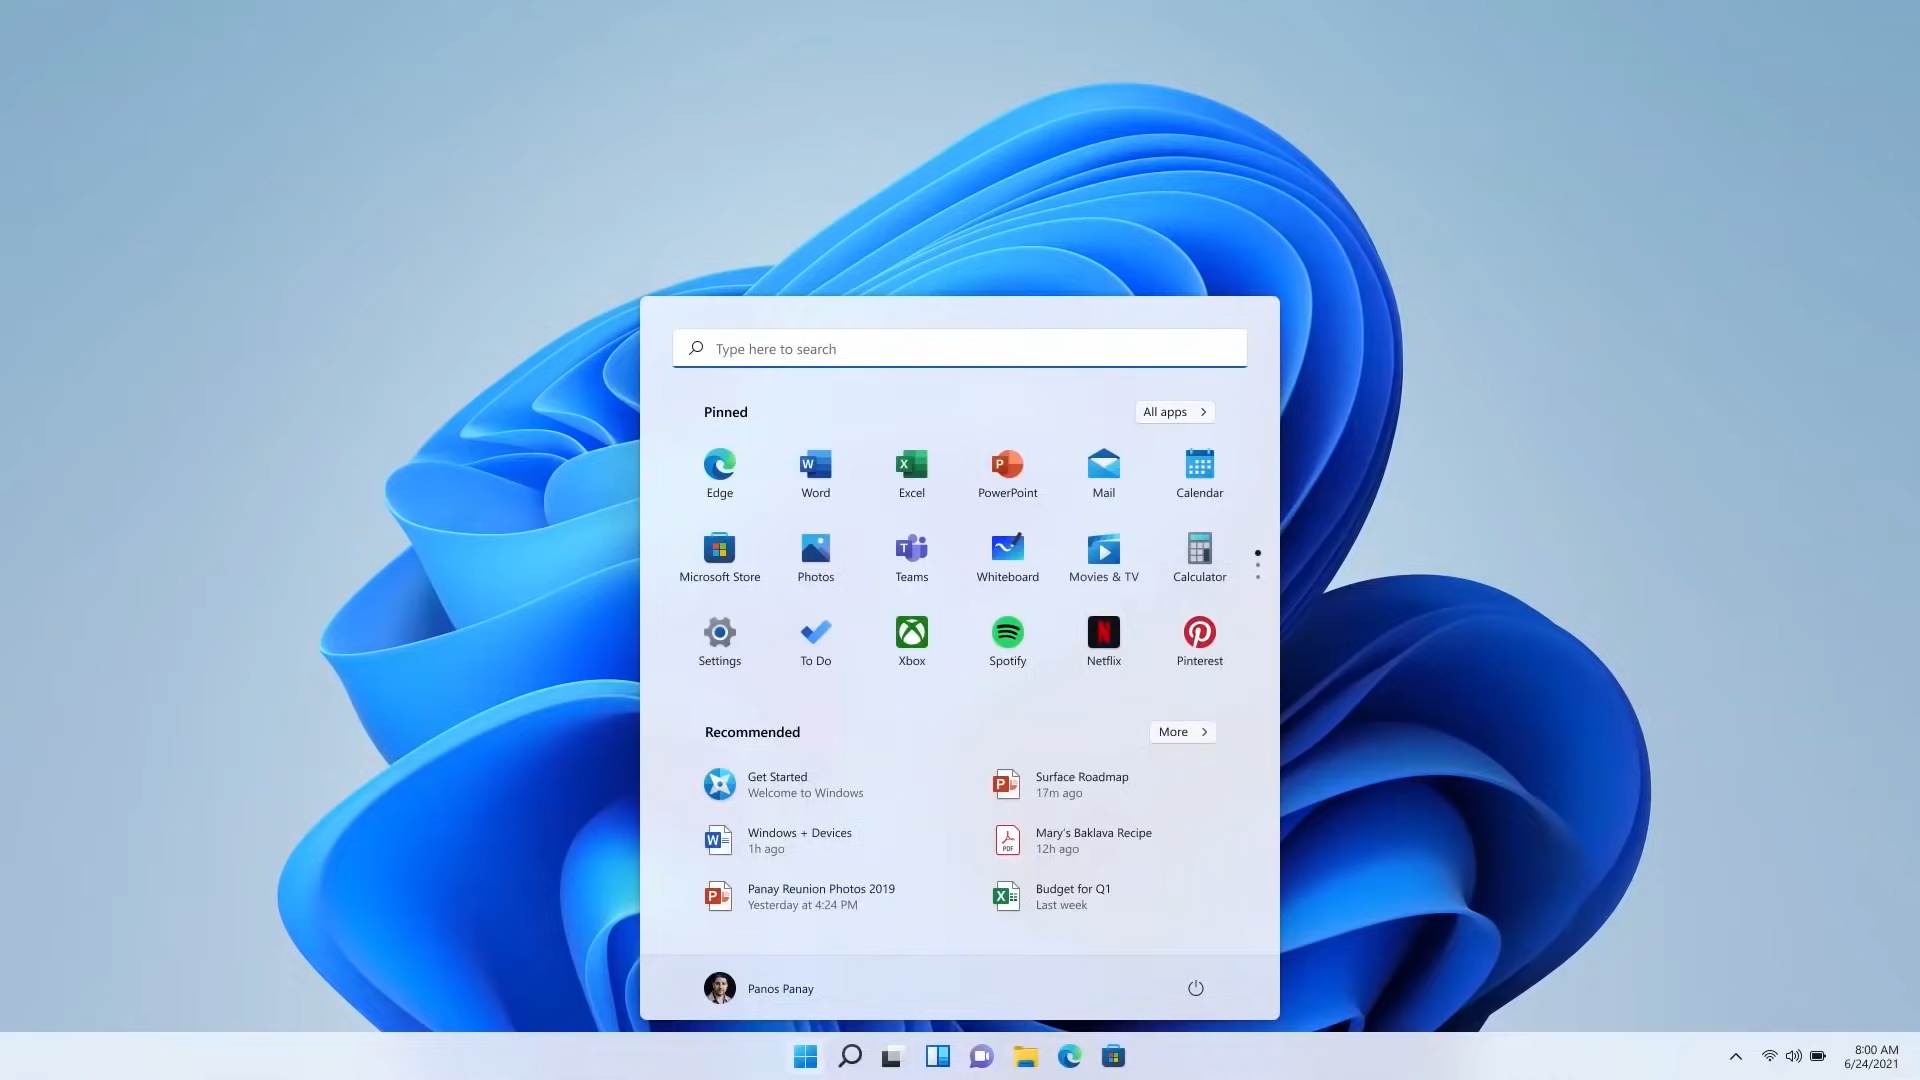 Type here to search
Pinned
All apps
Edge
Word
Excel
PowerPoint
Mail
Calendar
Microsoft Store
Photos
Teams
Whiteboard
Movies & TV
Calculator
Settings
To Do
Xbox
Spotify
Netflix
Pinterest
Recommended
More
Get Started
Welcome to Windows
Surface Roadmap
17m ago
Windows + Devices
1h ago
Mary's Baklava Recipe
12h ago
Panay Reunion Photos 2019
Yesterday at 4:24 PM
Budget for Q1
Last week
Panos Panay
8:00 AM
6/24/2021